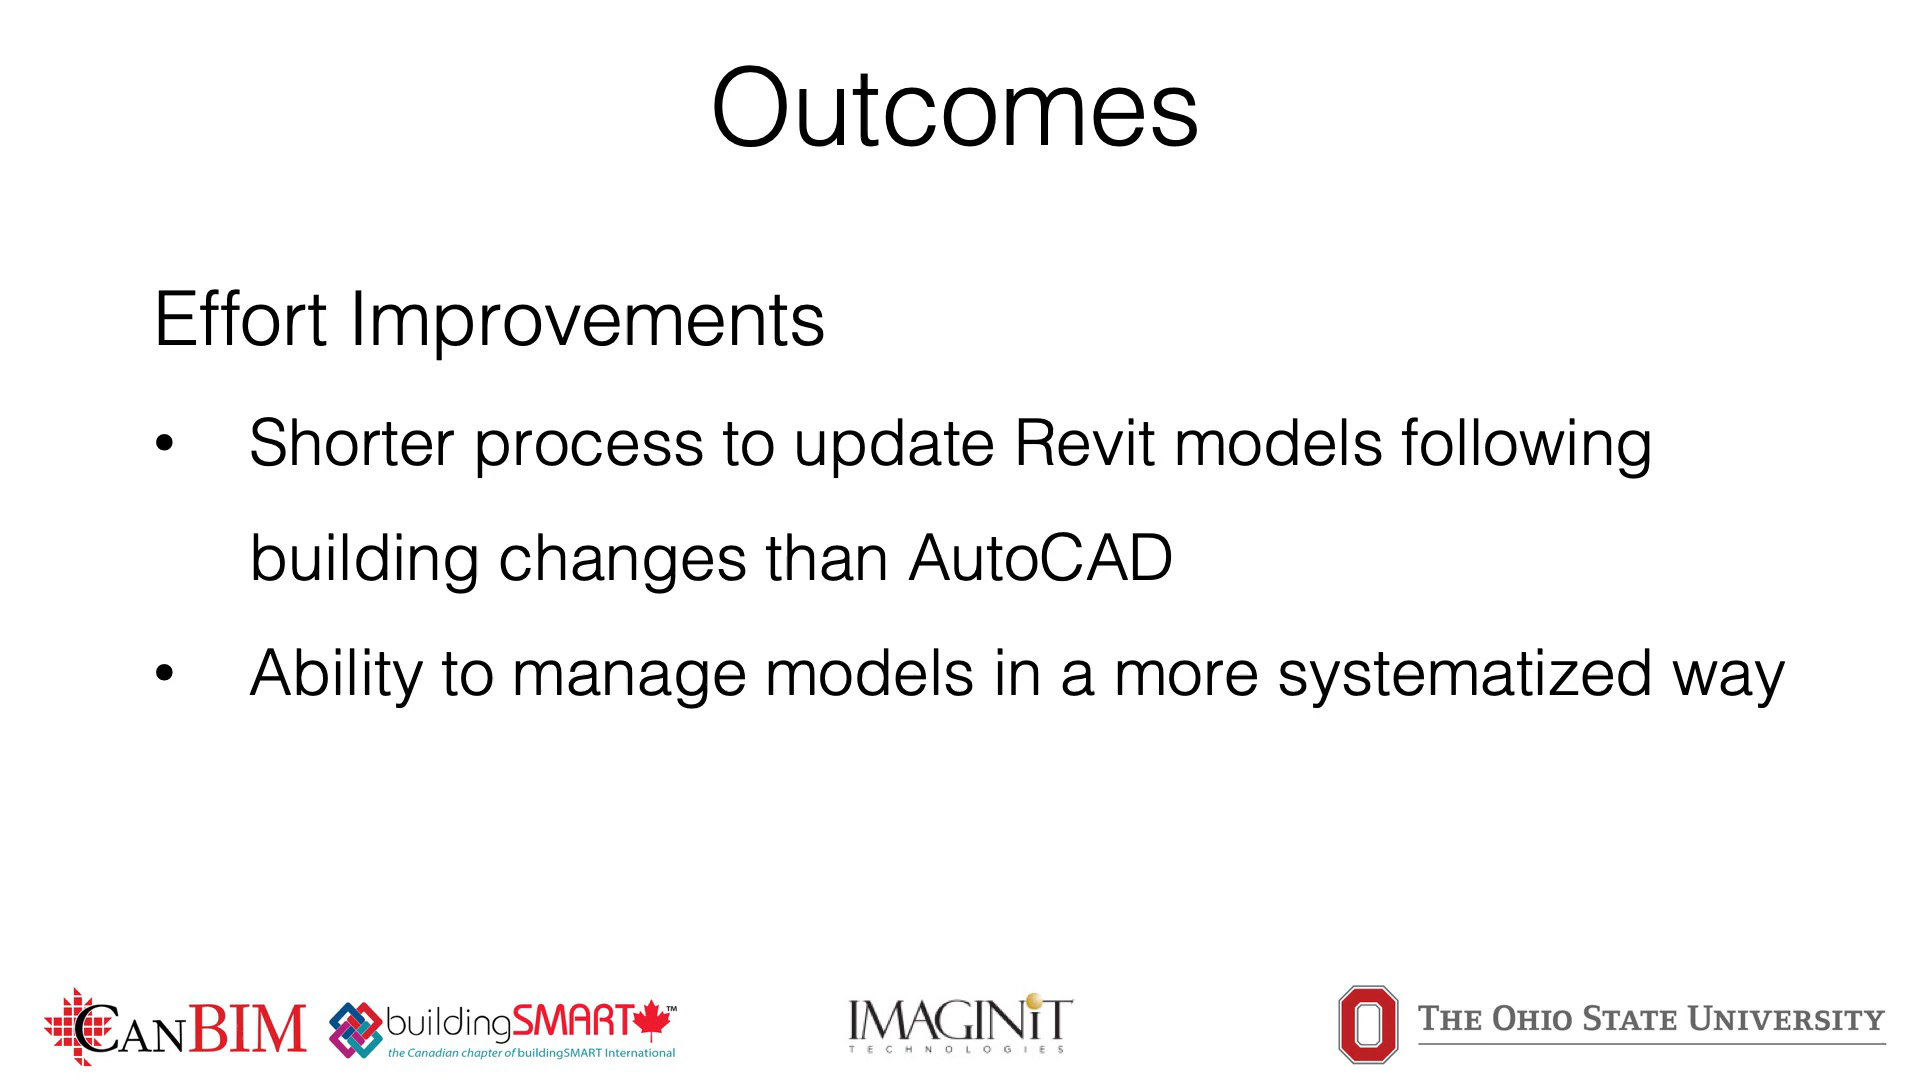 Outcomes
Effort Improvements
• Shorter process to update Revit models following
building changes than AutoCAD
• Ability to manage models in a more systematized way
CANBIM
buildingSMART™
the Canadian chapter of buildingSMART International
IMAGINiT
TECHNOLOGIES
THE OHIO STATE UNIVERSITY